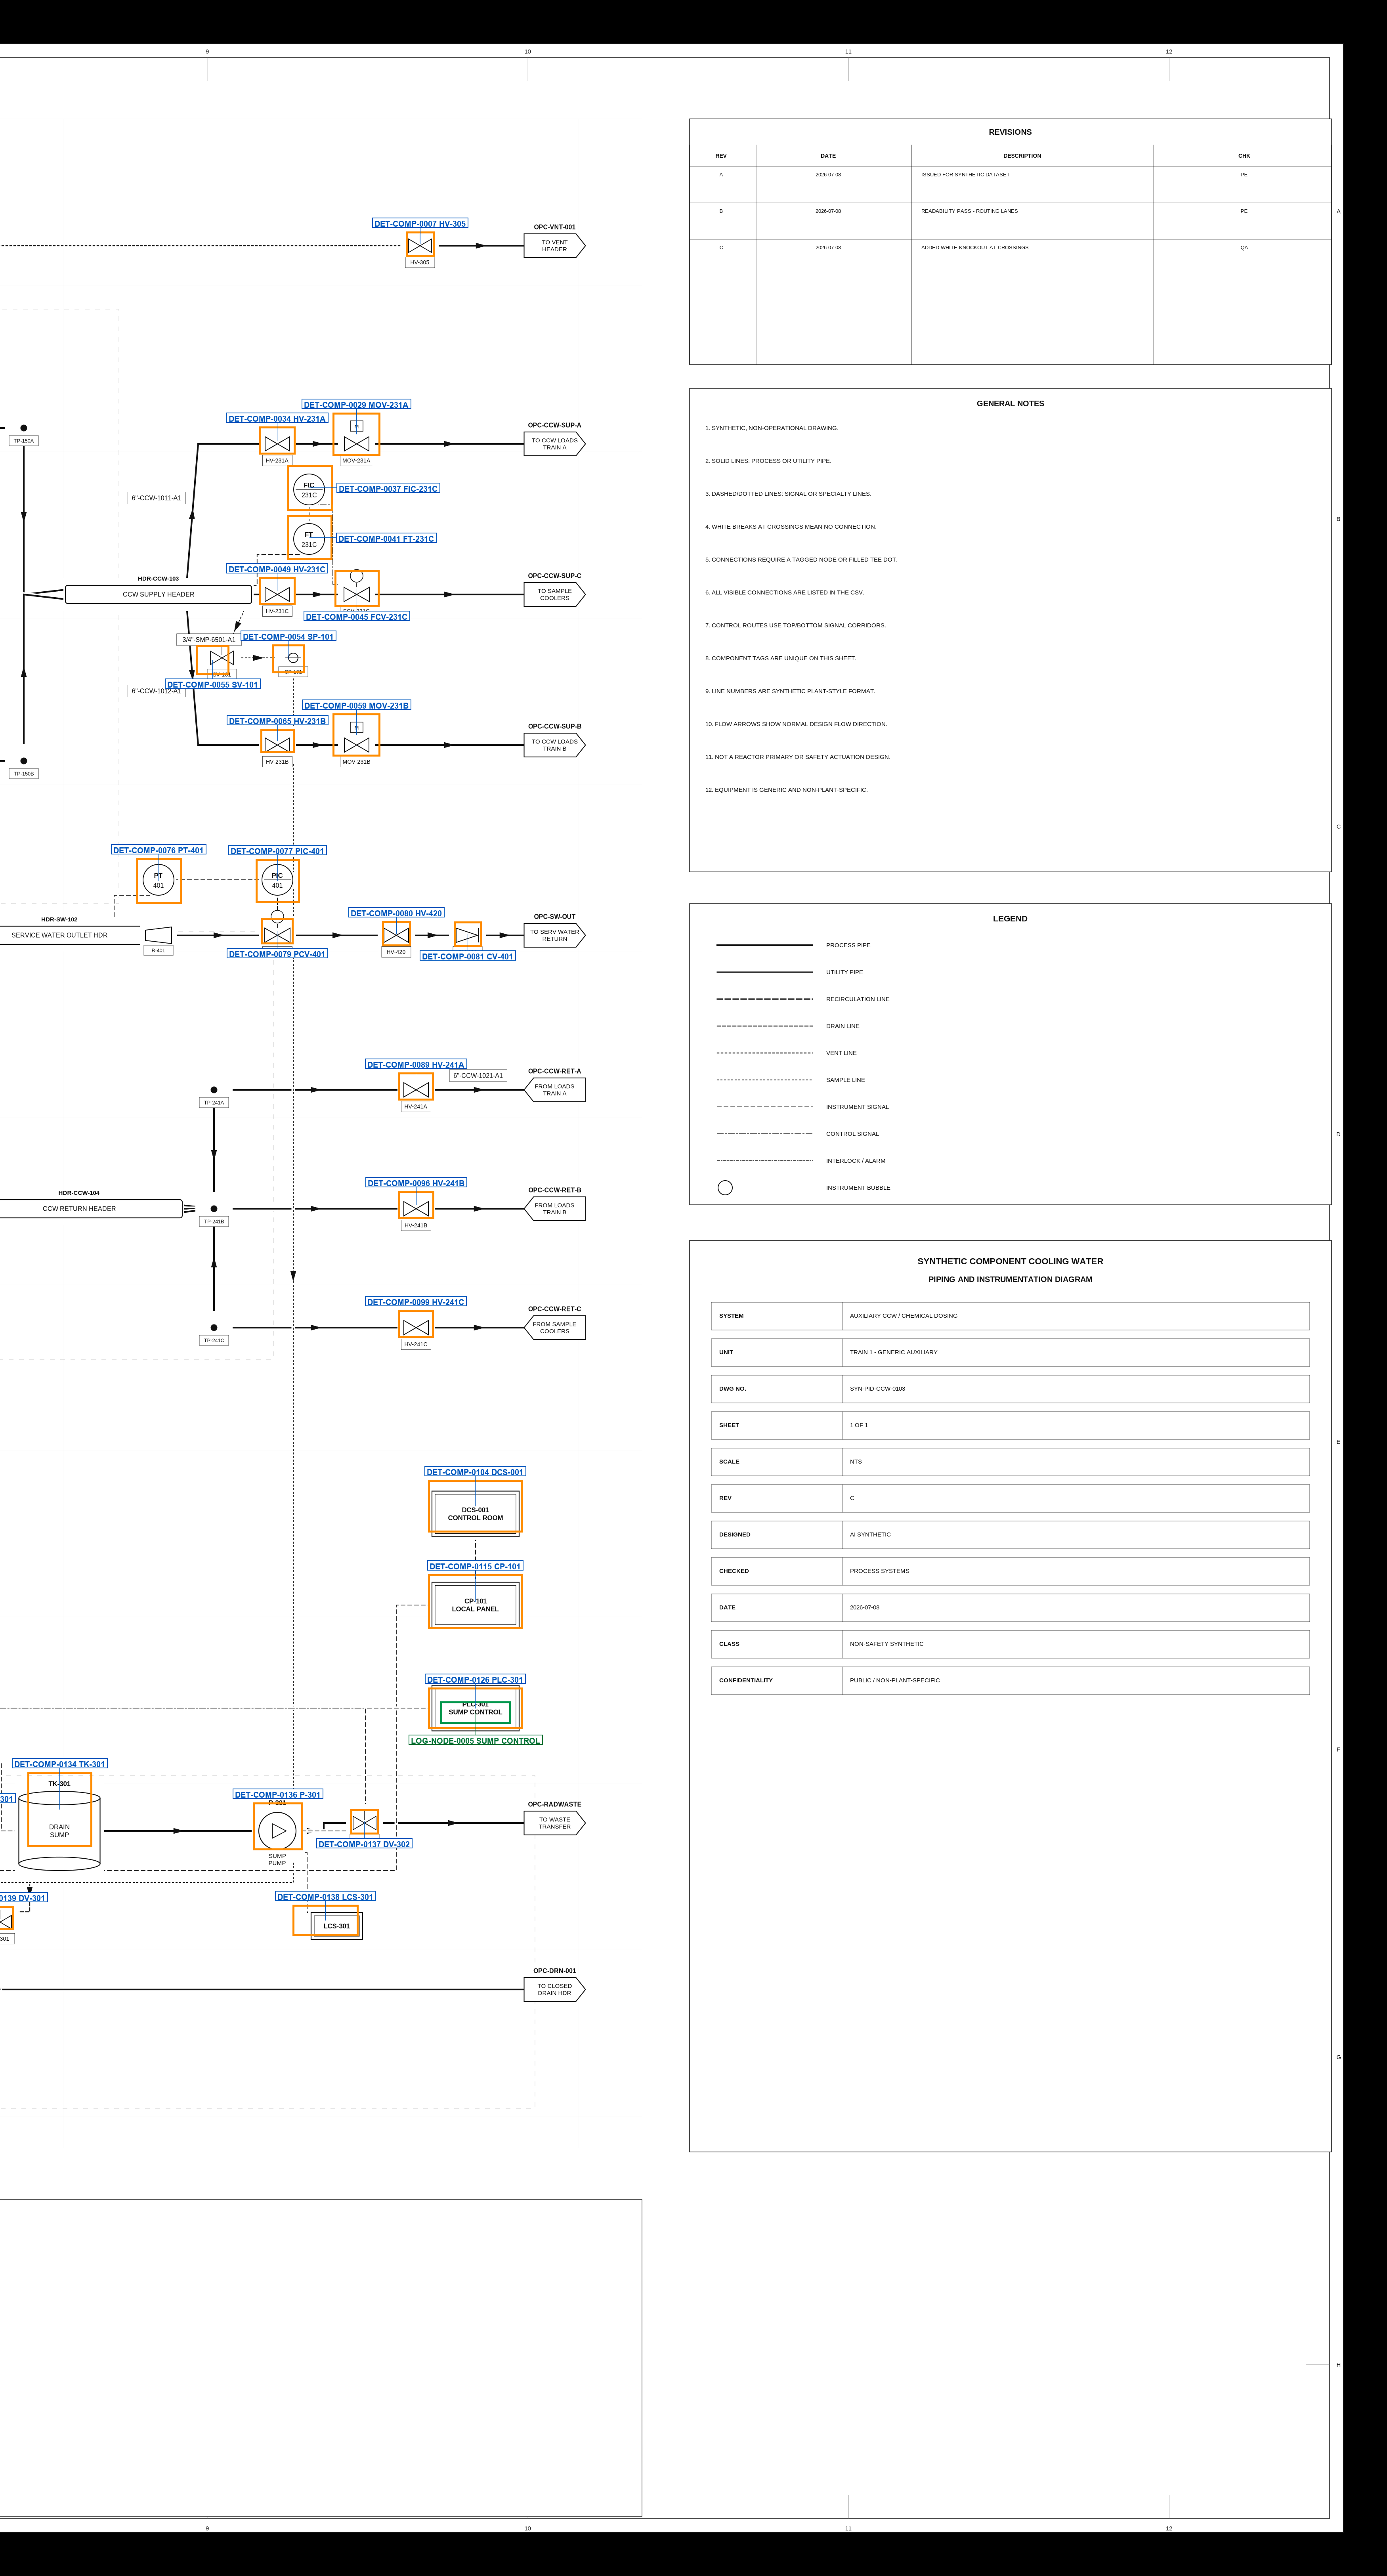 9
10
11
12
REVISIONS
REV
DATE
DESCRIPTION
CHK
A
2026-07-08
ISSUED FOR SYNTHETIC DATASET
PE
B
2026-07-08
READABILITY PASS - ROUTING LANES
PE
C
2026-07-08
ADDED WHITE KNOCKOUT AT CROSSINGS
QA
A
DET-COMP-0007 HV-305
HV-305
OPC-VNT-001
TO VENT
HEADER
GENERAL NOTES
1. SYNTHETIC, NON-OPERATIONAL DRAWING.
2. SOLID LINES: PROCESS OR UTILITY PIPE.
3. DASHED/DOTTED LINES: SIGNAL OR SPECIALTY LINES.
4. WHITE BREAKS AT CROSSINGS MEAN NO CONNECTION.
5. CONNECTIONS REQUIRE A TAGGED NODE OR FILLED TEE DOT.
6. ALL VISIBLE CONNECTIONS ARE LISTED IN THE CSV.
7. CONTROL ROUTES USE TOP/BOTTOM SIGNAL CORRIDORS.
8. COMPONENT TAGS ARE UNIQUE ON THIS SHEET.
9. LINE NUMBERS ARE SYNTHETIC PLANT-STYLE FORMAT.
10. FLOW ARROWS SHOW NORMAL DESIGN FLOW DIRECTION.
11. NOT A REACTOR PRIMARY OR SAFETY ACTUATION DESIGN.
12. EQUIPMENT IS GENERIC AND NON-PLANT-SPECIFIC.
B
C
DET-COMP-0029 MOV-231A
DET-COMP-0034 HV-231A
M
HV-231A
MOV-231A
OPC-CCW-SUP-A
TO CCW LOADS
TRAIN A
TP-150A
6"-CCW-1011-A1
FIC
231C
DET-COMP-0037 FIC-231C
FT
231C
DET-COMP-0041 FT-231C
DET-COMP-0049 HV-231C
HV-231C
DET-COMP-0045 FCV-231C
OPC-CCW-SUP-C
TO SAMPLE
COOLERS
HDR-CCW-103
CCW SUPPLY HEADER
3/4"-SMP-6501-A1
DET-COMP-0054 SP-101
SP-101
SV-101
DET-COMP-0055 SV-101
6"-CCW-1012-A1
DET-COMP-0059 MOV-231B
DET-COMP-0065 HV-231B
M
HV-231B
MOV-231B
OPC-CCW-SUP-B
TO CCW LOADS
TRAIN B
TP-150B
DET-COMP-0076 PT-401
DET-COMP-0077 PIC-401
PT
401
PIC
401
HDR-SW-102
SERVICE WATER OUTLET HDR
R-401
DET-COMP-0079 PCV-401
DET-COMP-0080 HV-420
HV-420
DET-COMP-0081 CV-401
OPC-SW-OUT
TO SERV WATER
RETURN
LEGEND
PROCESS PIPE
UTILITY PIPE
RECIRCULATION LINE
DRAIN LINE
VENT LINE
SAMPLE LINE
INSTRUMENT SIGNAL
CONTROL SIGNAL
INTERLOCK / ALARM
INSTRUMENT BUBBLE
D
DET-COMP-0089 HV-241A
6"-CCW-1021-A1
HV-241A
OPC-CCW-RET-A
FROM LOADS
TRAIN A
TP-241A
DET-COMP-0096 HV-241B
HV-241B
OPC-CCW-RET-B
FROM LOADS
TRAIN B
HDR-CCW-104
CCW RETURN HEADER
TP-241B
DET-COMP-0099 HV-241C
HV-241C
OPC-CCW-RET-C
FROM SAMPLE
COOLERS
TP-241C
SYNTHETIC COMPONENT COOLING WATER
PIPING AND INSTRUMENTATION DIAGRAM
SYSTEM
AUXILIARY CCW / CHEMICAL DOSING
UNIT
TRAIN 1 - GENERIC AUXILIARY
DWG NO.
SYN-PID-CCW-0103
SHEET
1 OF 1
SCALE
NTS
REV
C
DESIGNED
AI SYNTHETIC
CHECKED
PROCESS SYSTEMS
DATE
2026-07-08
CLASS
NON-SAFETY SYNTHETIC
CONFIDENTIALITY
PUBLIC / NON-PLANT-SPECIFIC
E
F
G
H
DET-COMP-0104 DCS-001
DCS-001
CONTROL ROOM
DET-COMP-0115 CP-101
CP-101
LOCAL PANEL
DET-COMP-0126 PLC-301
PLC-301
SUMP CONTROL
LOG-NODE-0005 SUMP CONTROL
DET-COMP-0134 TK-301
TK-301
301
DRAIN
SUMP
DET-COMP-0136 P-301
P-301
SUMP
PUMP
DET-COMP-0137 DV-302
OPC-RADWASTE
TO WASTE
TRANSFER
0139 DV-301
301
DET-COMP-0138 LCS-301
LCS-301
OPC-DRN-001
TO CLOSED
DRAIN HDR
9
10
11
12